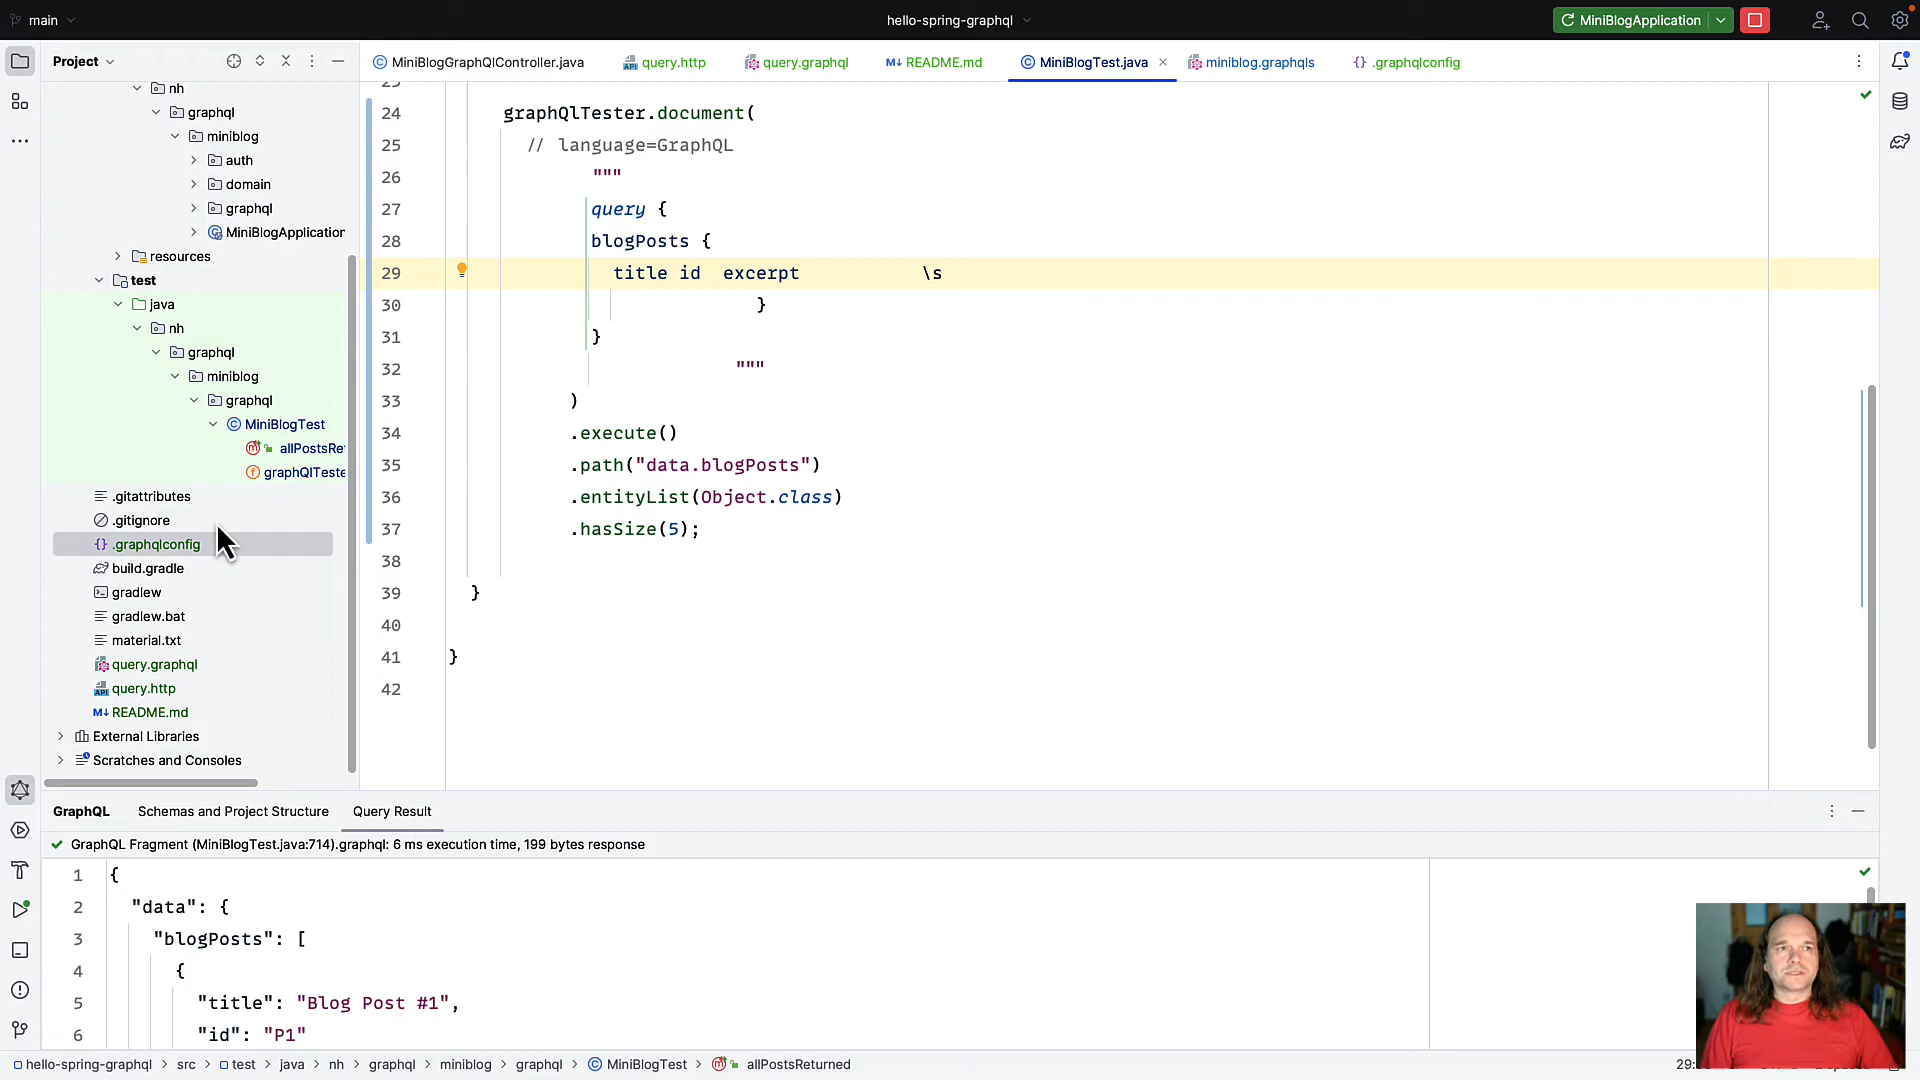 main
hello-spring-graphql
MiniBlogApplication
Project
MiniBlogGraphQlController.java
query.http
query.graphql
README.md
MiniBlogTest.java
miniblog.graphqls
.graphqlconfig
nh
graphql
miniblog
auth
domain
graphql
MiniBlogApplication
resources
test
java
nh
graphql
miniblog
graphql
MiniBlogTest
allPostsRe
graphQlTeste
.gitattributes
.gitignore
.graphqlconfig
build.gradle
gradlew
gradlew.bat
material.txt
query.graphql
query.http
README.md
External Libraries
Scratches and Consoles
24 graphQlTester.document(
25 // language=GraphQL
26 """
27 query {
28 blogPosts {
29 title id excerpt \s
30 }
31 }
32 """
33 )
34 .execute()
35 .path("data.blogPosts")
36 .entityList(Object.class)
37 .hasSize(5);
38
39 }
40
41 }
42
GraphQL Schemas and Project Structure Query Result
GraphQL Fragment (MiniBlogTest.java:714).graphql: 6 ms execution time, 199 bytes response
1 {
2 "data": {
3 "blogPosts": [
4 {
5 "title": "Blog Post #1",
6 "id": "P1"
hello-spring-graphql > src > test > java > nh > graphql > miniblog > graphql > MiniBlogTest > allPostsReturned